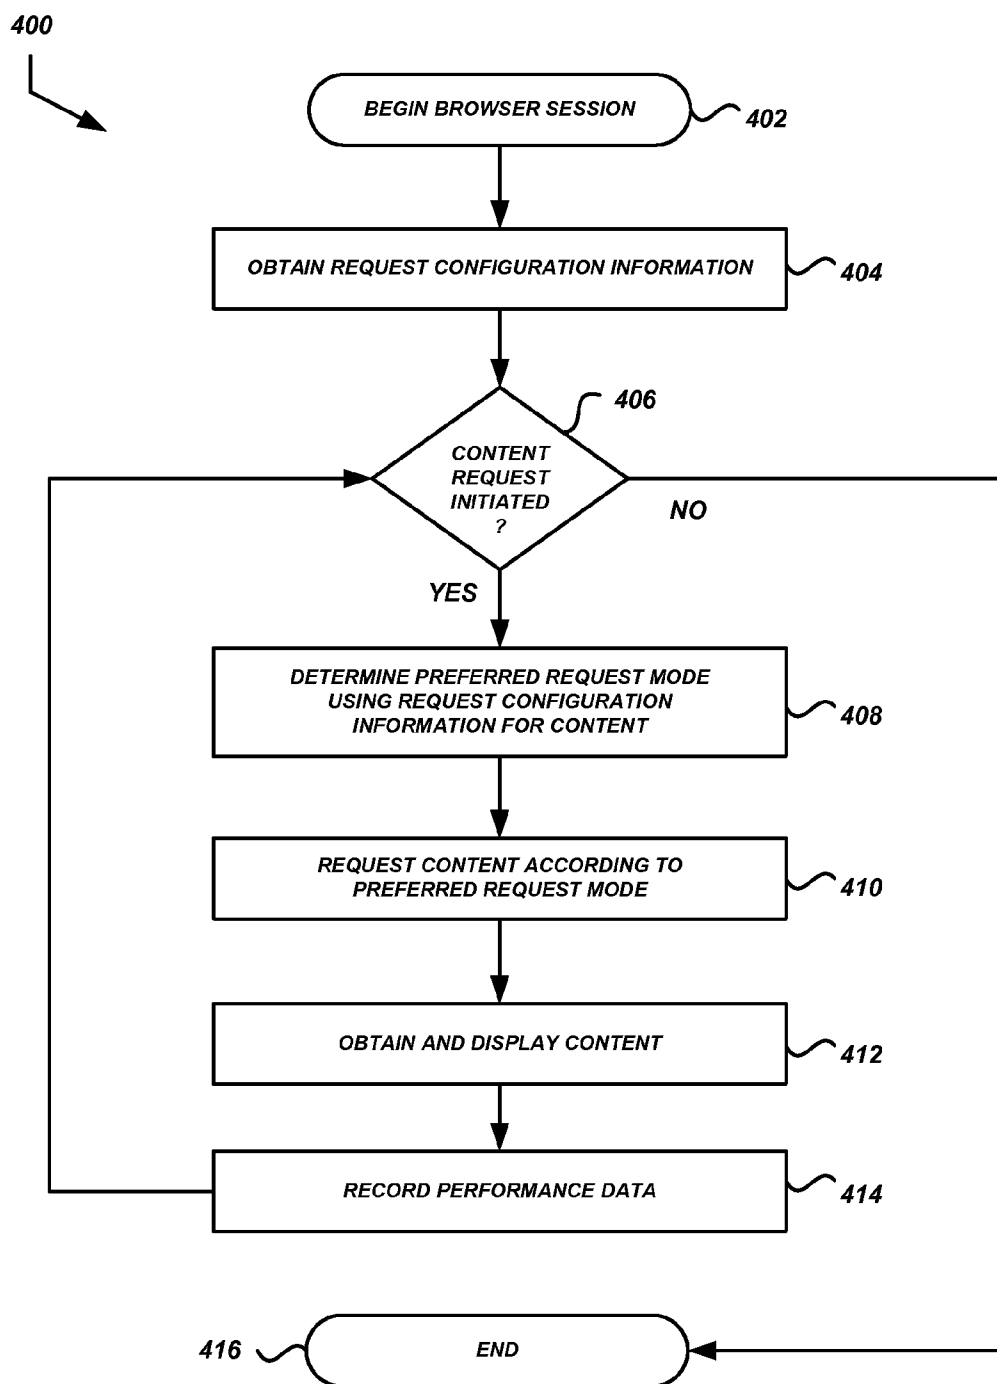 400
BEGIN BROWSER SESSION
402
OBTAIN REQUEST CONFIGURATION INFORMATION
404
406
CONTENT
REQUEST
INITIATED
?
NO
YES
DETERMINE PREFERRED REQUEST MODE
USING REQUEST CONFIGURATION
INFORMATION FOR CONTENT
408
REQUEST CONTENT ACCORDING TO
PREFERRED REQUEST MODE
410
OBTAIN AND DISPLAY CONTENT
412
RECORD PERFORMANCE DATA
414
416
END